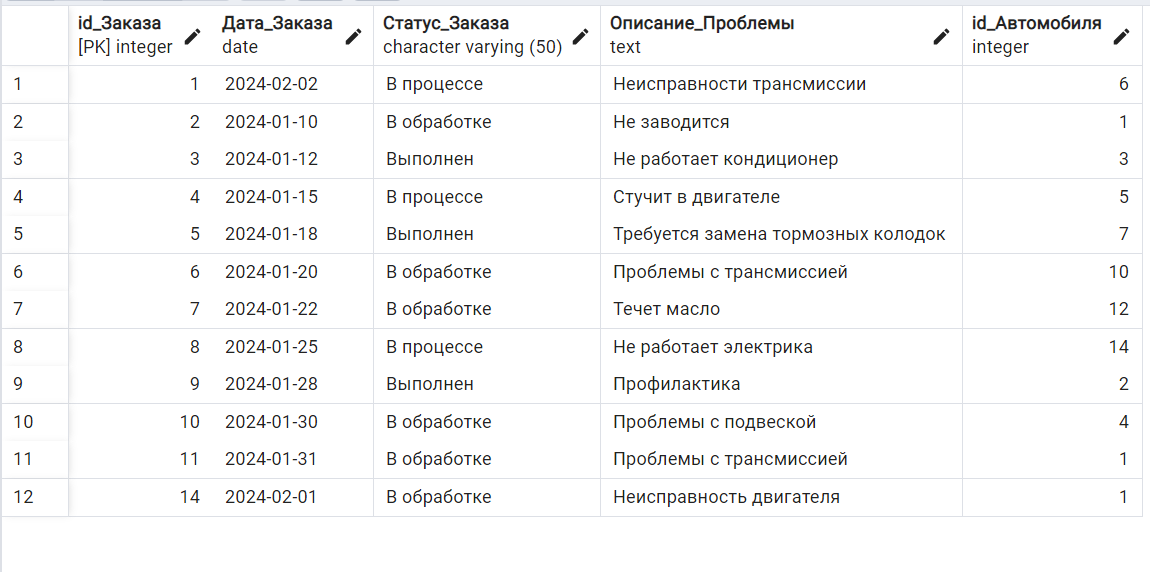 id_Заказа Дата_Заказа Статус_Заказа Описание_Проблемы id_Автомобиля
[PK] integer date character varying (50) text integer
1 1 2024-02-02 В процессе Неисправности трансмиссии 6
2 2 2024-01-10 В обработке Не заводится 1
3 3 2024-01-12 Выполнен Не работает кондиционер 3
4 4 2024-01-15 В процессе Стучит в двигателе 5
5 5 2024-01-18 Выполнен Требуется замена тормозных колодок 7
6 6 2024-01-20 В обработке Проблемы с трансмиссией 10
7 7 2024-01-22 В обработке Течет масло 12
8 8 2024-01-25 В процессе Не работает электрика 14
9 9 2024-01-28 Выполнен Профилактика 2
10 10 2024-01-30 В обработке Проблемы с подвеской 4
11 11 2024-01-31 В обработке Проблемы с трансмиссией 1
12 14 2024-02-01 В обработке Неисправность двигателя 1